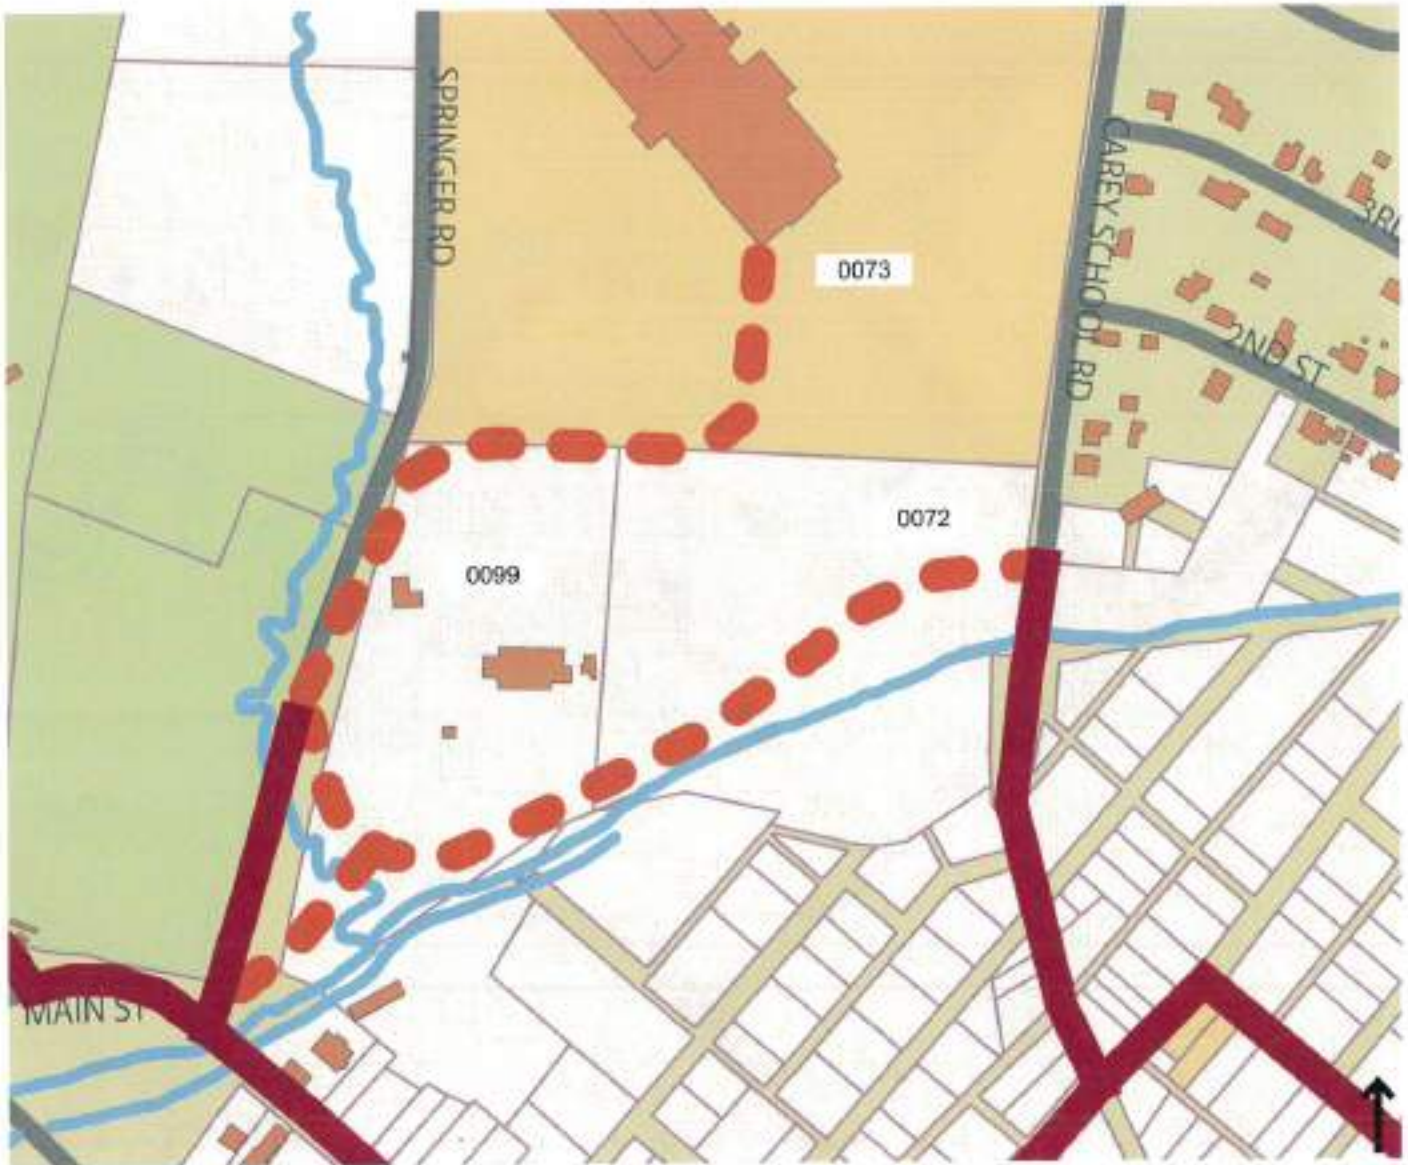 SPRINGER RD
0073
CAREY SCHOOL RD
2ND ST
0072
0099
MAIN ST